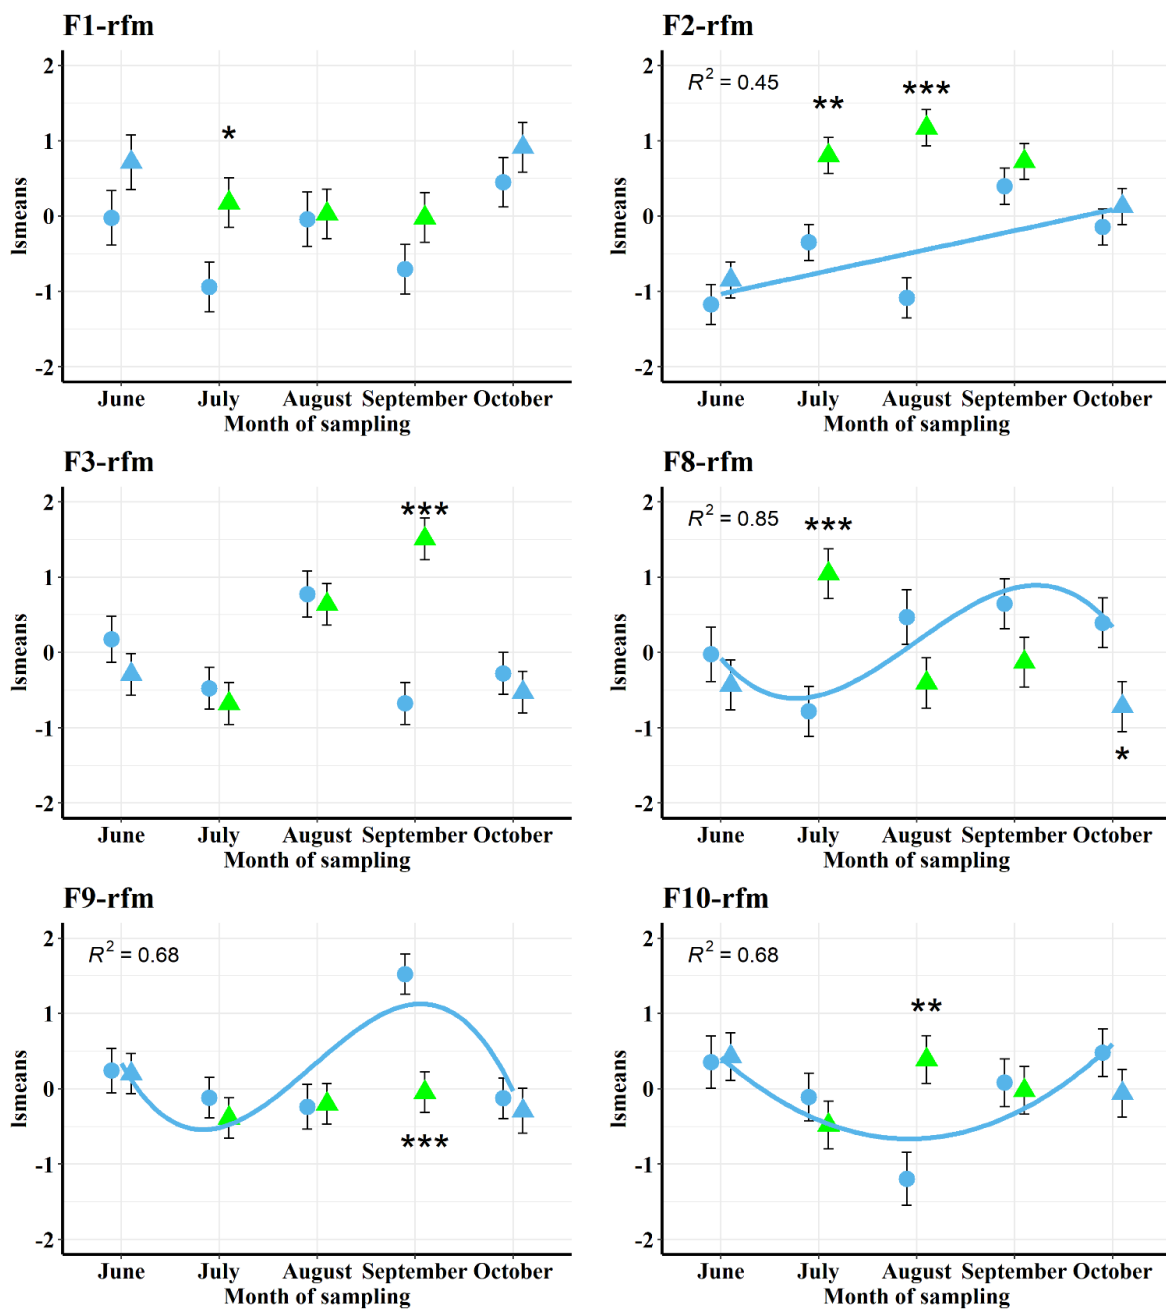 F1-rfm
2
1
0
-1
-2
lsmeans
*
June July August September October
Month of sampling
F2-rfm
2
1
0
-1
-2
lsmeans
R² = 0.45
** ***
June July August September October
Month of sampling
F3-rfm
2
1
0
-1
-2
lsmeans
***
June July August September October
Month of sampling
F8-rfm
2
1
0
-1
-2
lsmeans
R² = 0.85
***
*
June July August September October
Month of sampling
F9-rfm
2
1
0
-1
-2
lsmeans
R² = 0.68
***
June July August September October
Month of sampling
F10-rfm
2
1
0
-1
-2
lsmeans
R² = 0.68
**
June July August September October
Month of sampling